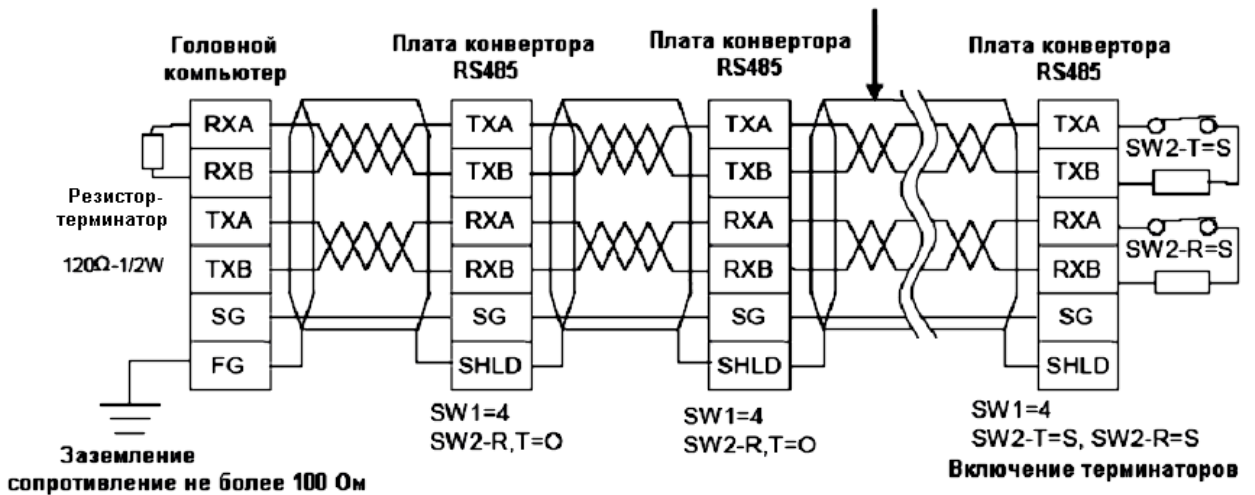 Головной
компьютер
Плата конвертора
RS485
Плата конвертора
RS485
Плата конвертора
RS485
RXA
RXB
TXA
TXB
SG
FG
TXA
TXB
RXA
RXB
SG
SHLD
TXA
TXB
RXA
RXB
SG
SHLD
TXA
TXB
RXA
RXB
SG
SHLD
SW2-T=S
SW2-R=S
Резистор-
терминатор
120Ω-1/2W
SW1=4
SW2-R,T=O
SW1=4
SW2-R,T=O
SW1=4
SW2-T=S, SW2-R=S
Включение терминаторов
Заземление
сопротивление не более 100 Ом